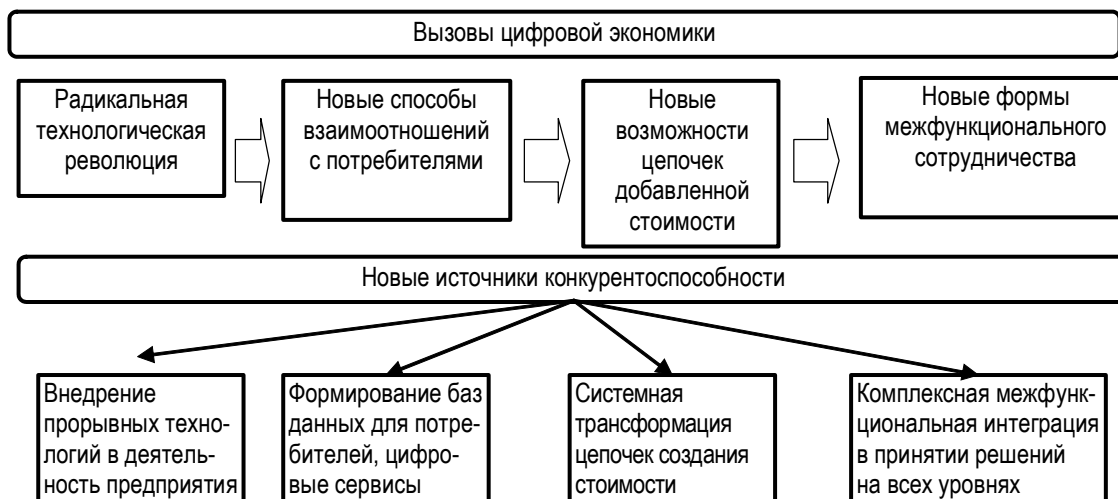 Вызовы цифровой экономики
Радикальная
технологическая
революция
Новые способы
взаимоотношений
с потребителями
Новые
возможности
цепочек
добавленной
стоимости
Новые формы
межфункционального
сотрудничества
Новые источники конкурентоспособности
Внедрение
прорывных техно-
логий в деятель-
ность предприятия
Формирование баз
данных для потре-
бителей, цифро-
вые сервисы
Системная
трансформация
цепочек создания
стоимости
Комплексная межфунк-
циональная интеграция
в принятии решений
на всех уровнях